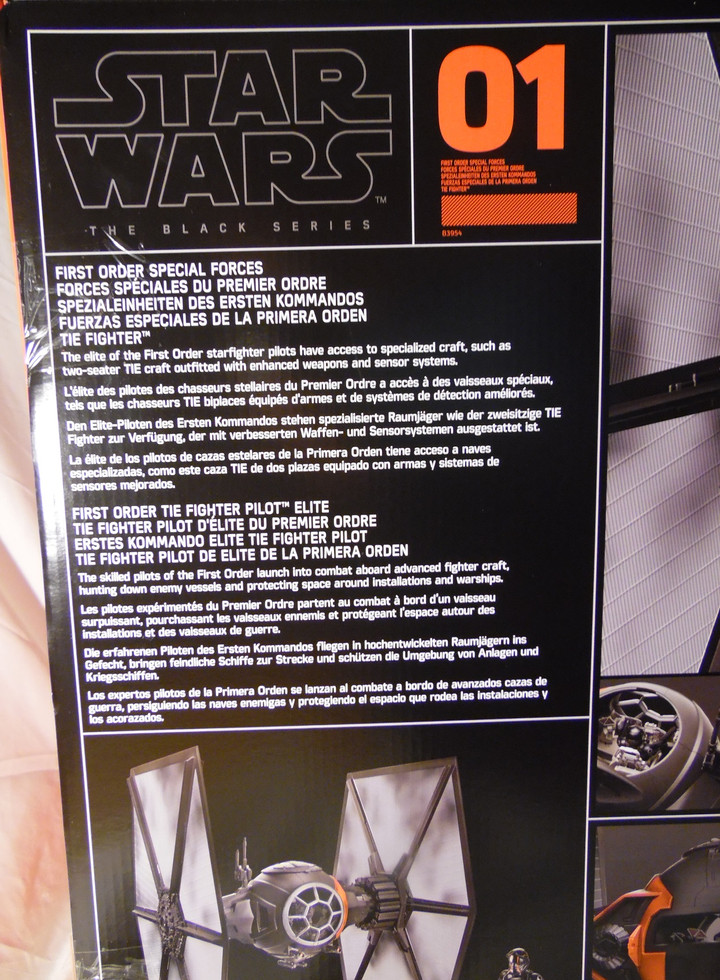 STAR
WARS™
THE BLACK SERIES
01
FIRST ORDER SPECIAL FORCES
FORCES SPÉCIALES DU PREMIER ORDRE
SPEZIALEINHEITEN DES ERSTEN KOMMANDOS
FUERZAS ESPECIALES DE LA PRIMERA ORDEN
TIE FIGHTER™
B3954
FIRST ORDER SPECIAL FORCES
FORCES SPÉCIALES DU PREMIER ORDRE
SPEZIALEINHEITEN DES ERSTEN KOMMANDOS
FUERZAS ESPECIALES DE LA PRIMERA ORDEN
TIE FIGHTER™
The elite of the First Order starfighter pilots have access to specialized craft, such as
two-seater TIE craft outfitted with enhanced weapons and sensor systems.
L'élite des pilotes des chasseurs stellaires du Premier Ordre a accès à des vaisseaux spéciaux,
tels que les chasseurs TIE biplaces équipés d'armes et de systèmes de détection améliorés.
Den Elite-Piloten des Ersten Kommandos stehen spezialisierte Raumjäger wie der zweisitzige TIE
Fighter zur Verfügung, der mit verbesserten Waffen- und Sensorsystemen ausgestattet ist.
La élite de los pilotos de cazas estelares de la Primera Orden tiene acceso a naves
especializadas, como este caza TIE de dos plazas equipado con armas y sistemas de
sensores mejorados.
FIRST ORDER TIE FIGHTER PILOT™ ELITE
TIE FIGHTER PILOT D'ÉLITE DU PREMIER ORDRE
ERSTES KOMMANDO ELITE TIE FIGHTER PILOT
TIE FIGHTER PILOT DE ELITE DE LA PRIMERA ORDEN
The skilled pilots of the First Order launch into combat aboard advanced fighter craft,
hunting down enemy vessels and protecting space around installations and warships.
Les pilotes expérimentés du Premier Ordre partent au combat à bord d'un vaisseau
surpuissant, pourchassant les vaisseaux ennemis et protégeant l'espace autour des
installations et des vaisseaux de guerre.
Die erfahrenen Piloten des Ersten Kommandos fliegen in hochentwickelten Raumjägern ins
Gefecht, bringen feindliche Schiffe zur Strecke und schützen die Umgebung von Anlagen und
Kriegsschiffen.
Los expertos pilotos de la Primera Orden se lanzan al combate a bordo de avanzados cazas de
guerra, persiguiendo las naves enemigas y protegiendo el espacio que rodea las instalaciones y
los acorazados.